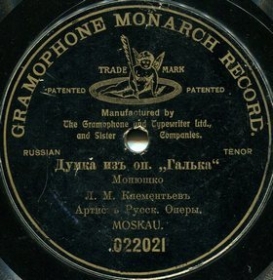 GRAMOPHONE MONARCH RECORD.
TRADE MARK
PATENTED PATENTED
Manufactured by
The Gramophone and Typewriter Ltd.,
and Sister Companies.
RUSSIAN TENOR
Думка изъ оп. „Галька“
Монюшко
Л. М. Клементьевъ
Артистъ Русск. Оперы.
MOSKAU.
.022021